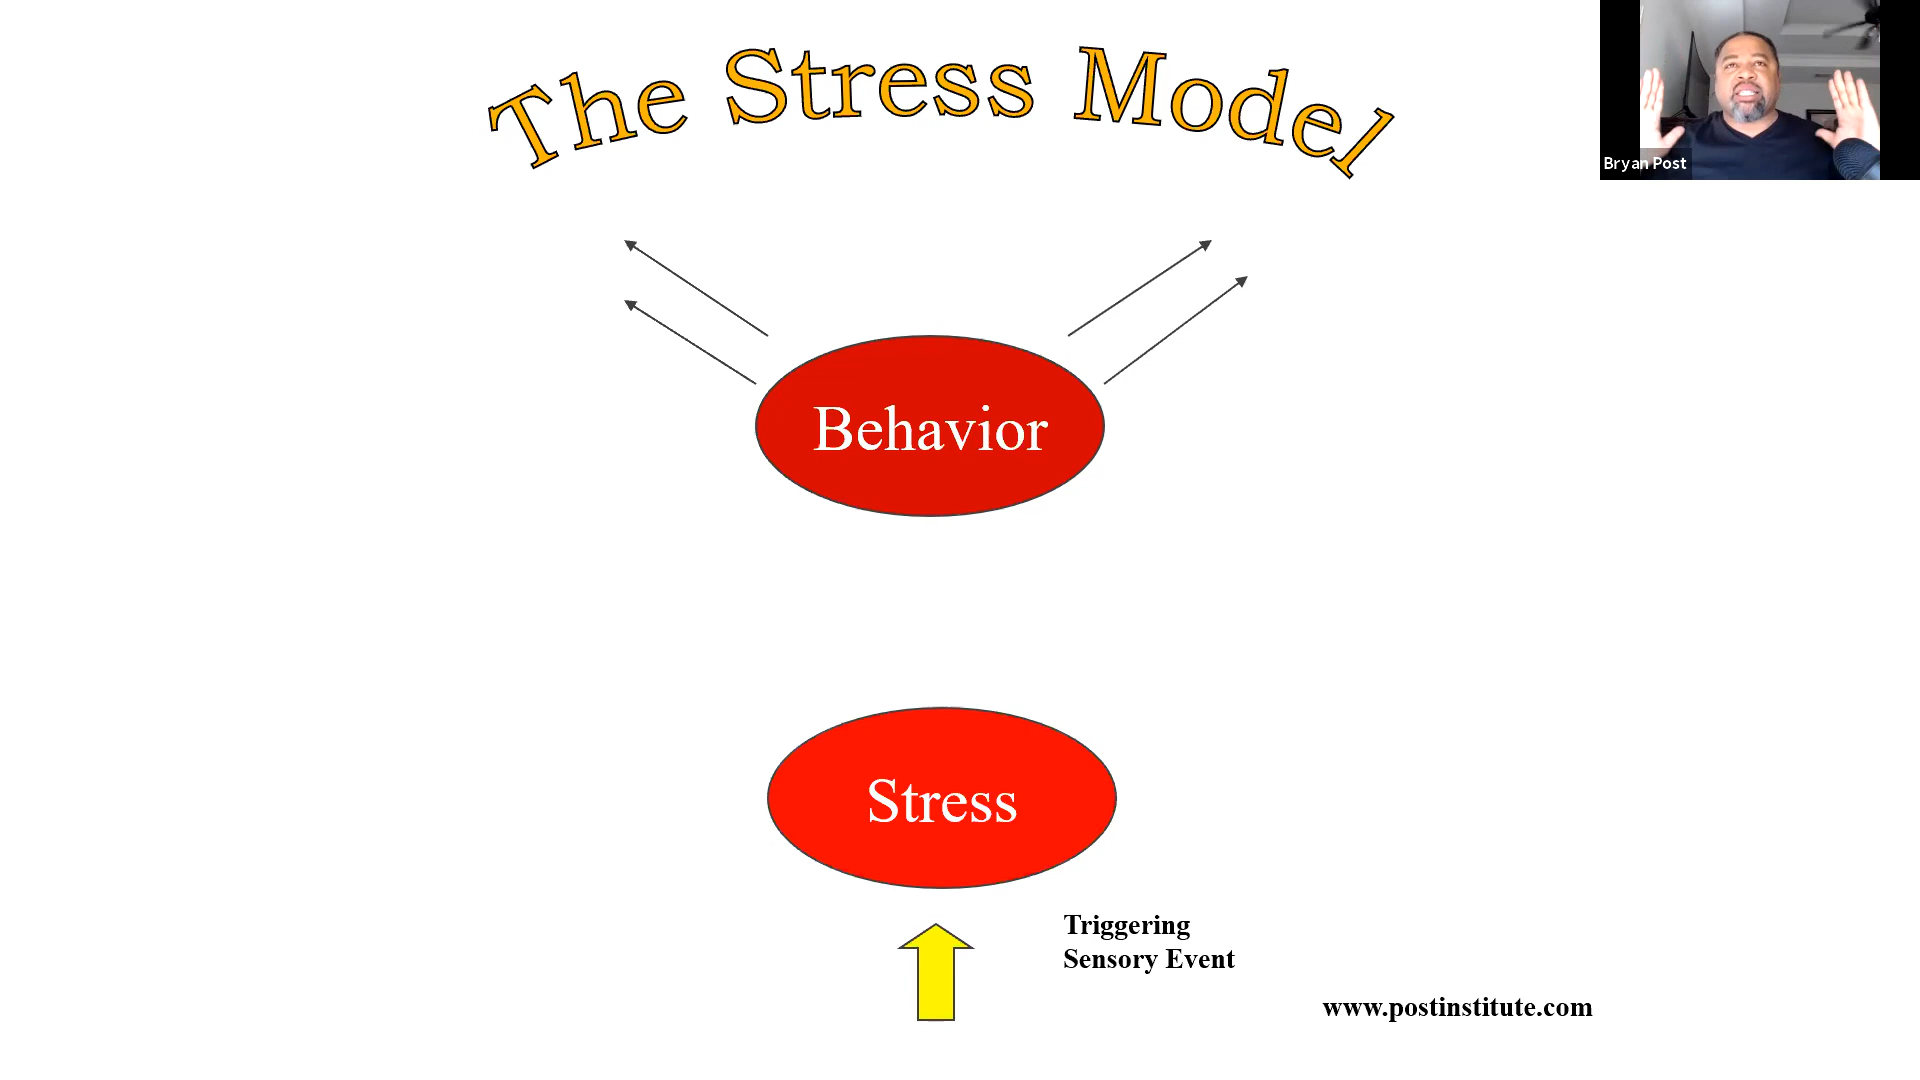 The Stress Model
Bryan Post
Behavior
Stress
Triggering
Sensory Event
www.postinstitute.com